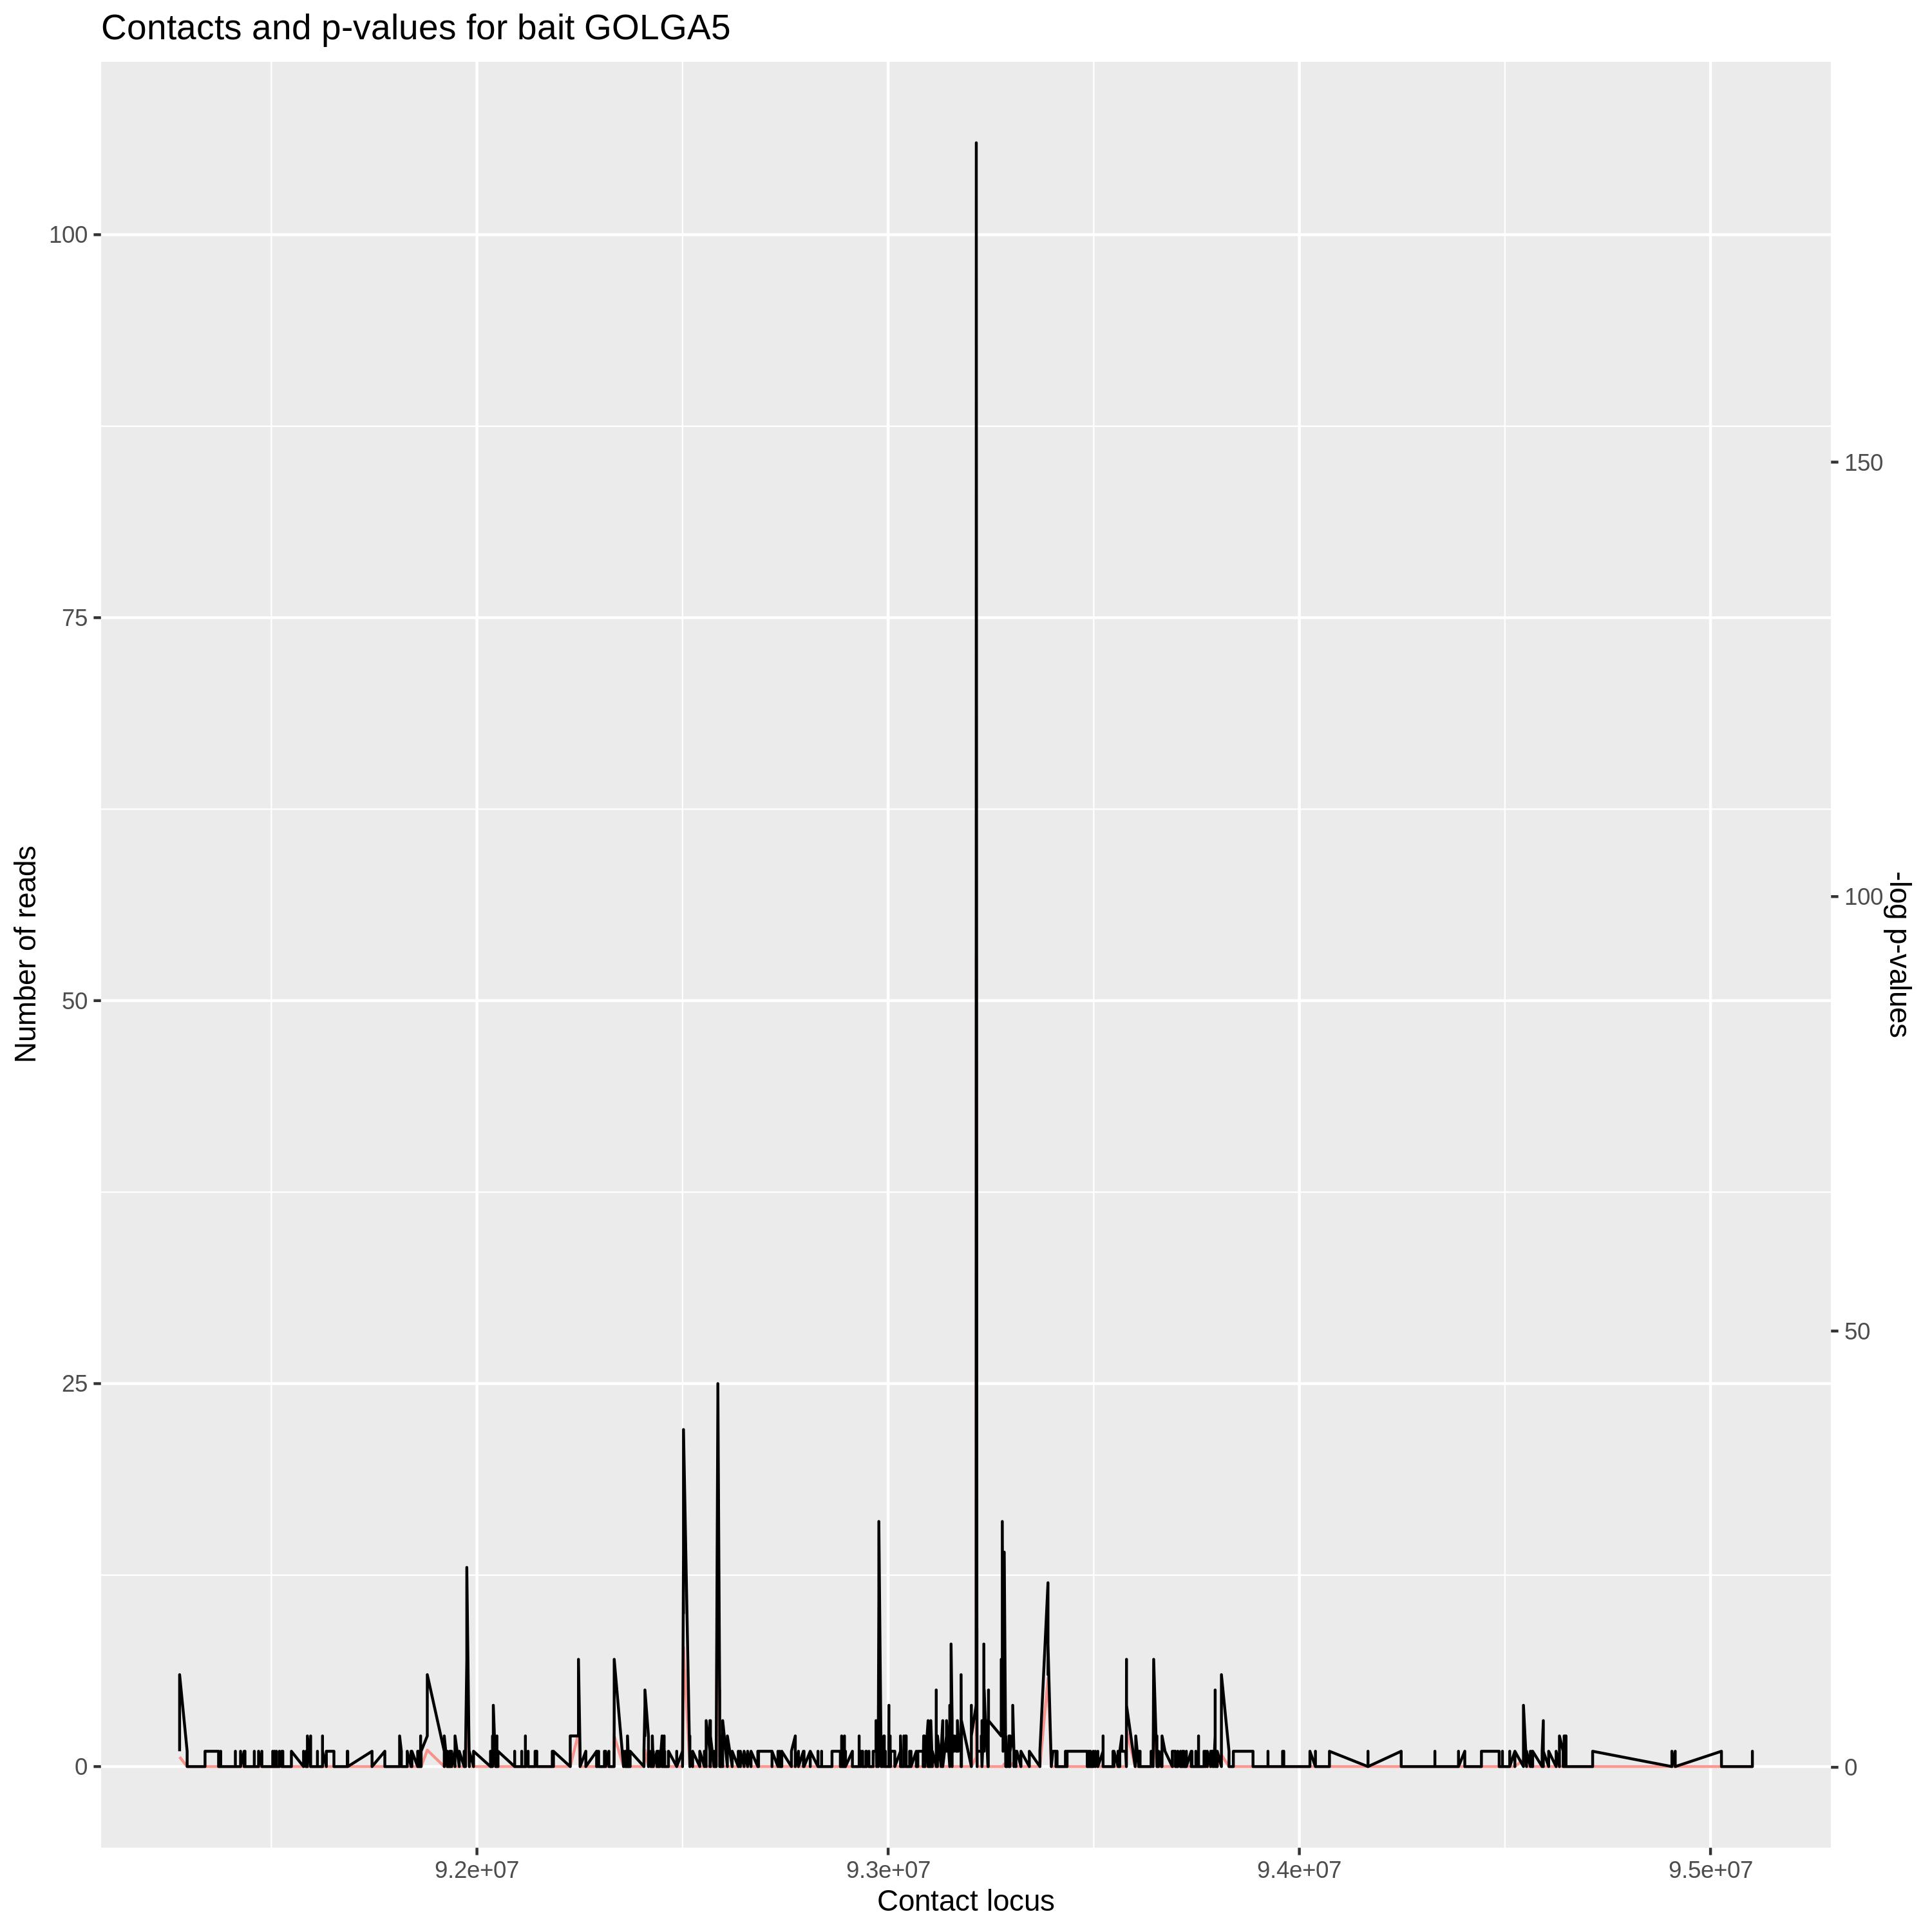 Contacts and p-values for bait GOLGA5
100
75
50
25
0
Number of reads
150
100
50
0
-log p-values
9.2e+07
9.3e+07
9.4e+07
9.5e+07
Contact locus